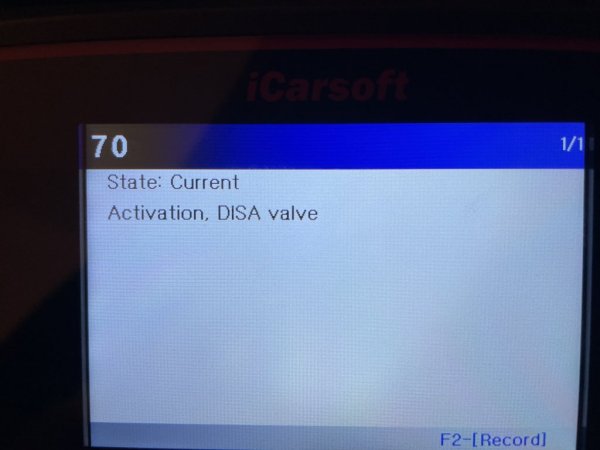 iCarsoft
70 1/1
State: Current
Activation, DISA valve
F2-[Record]